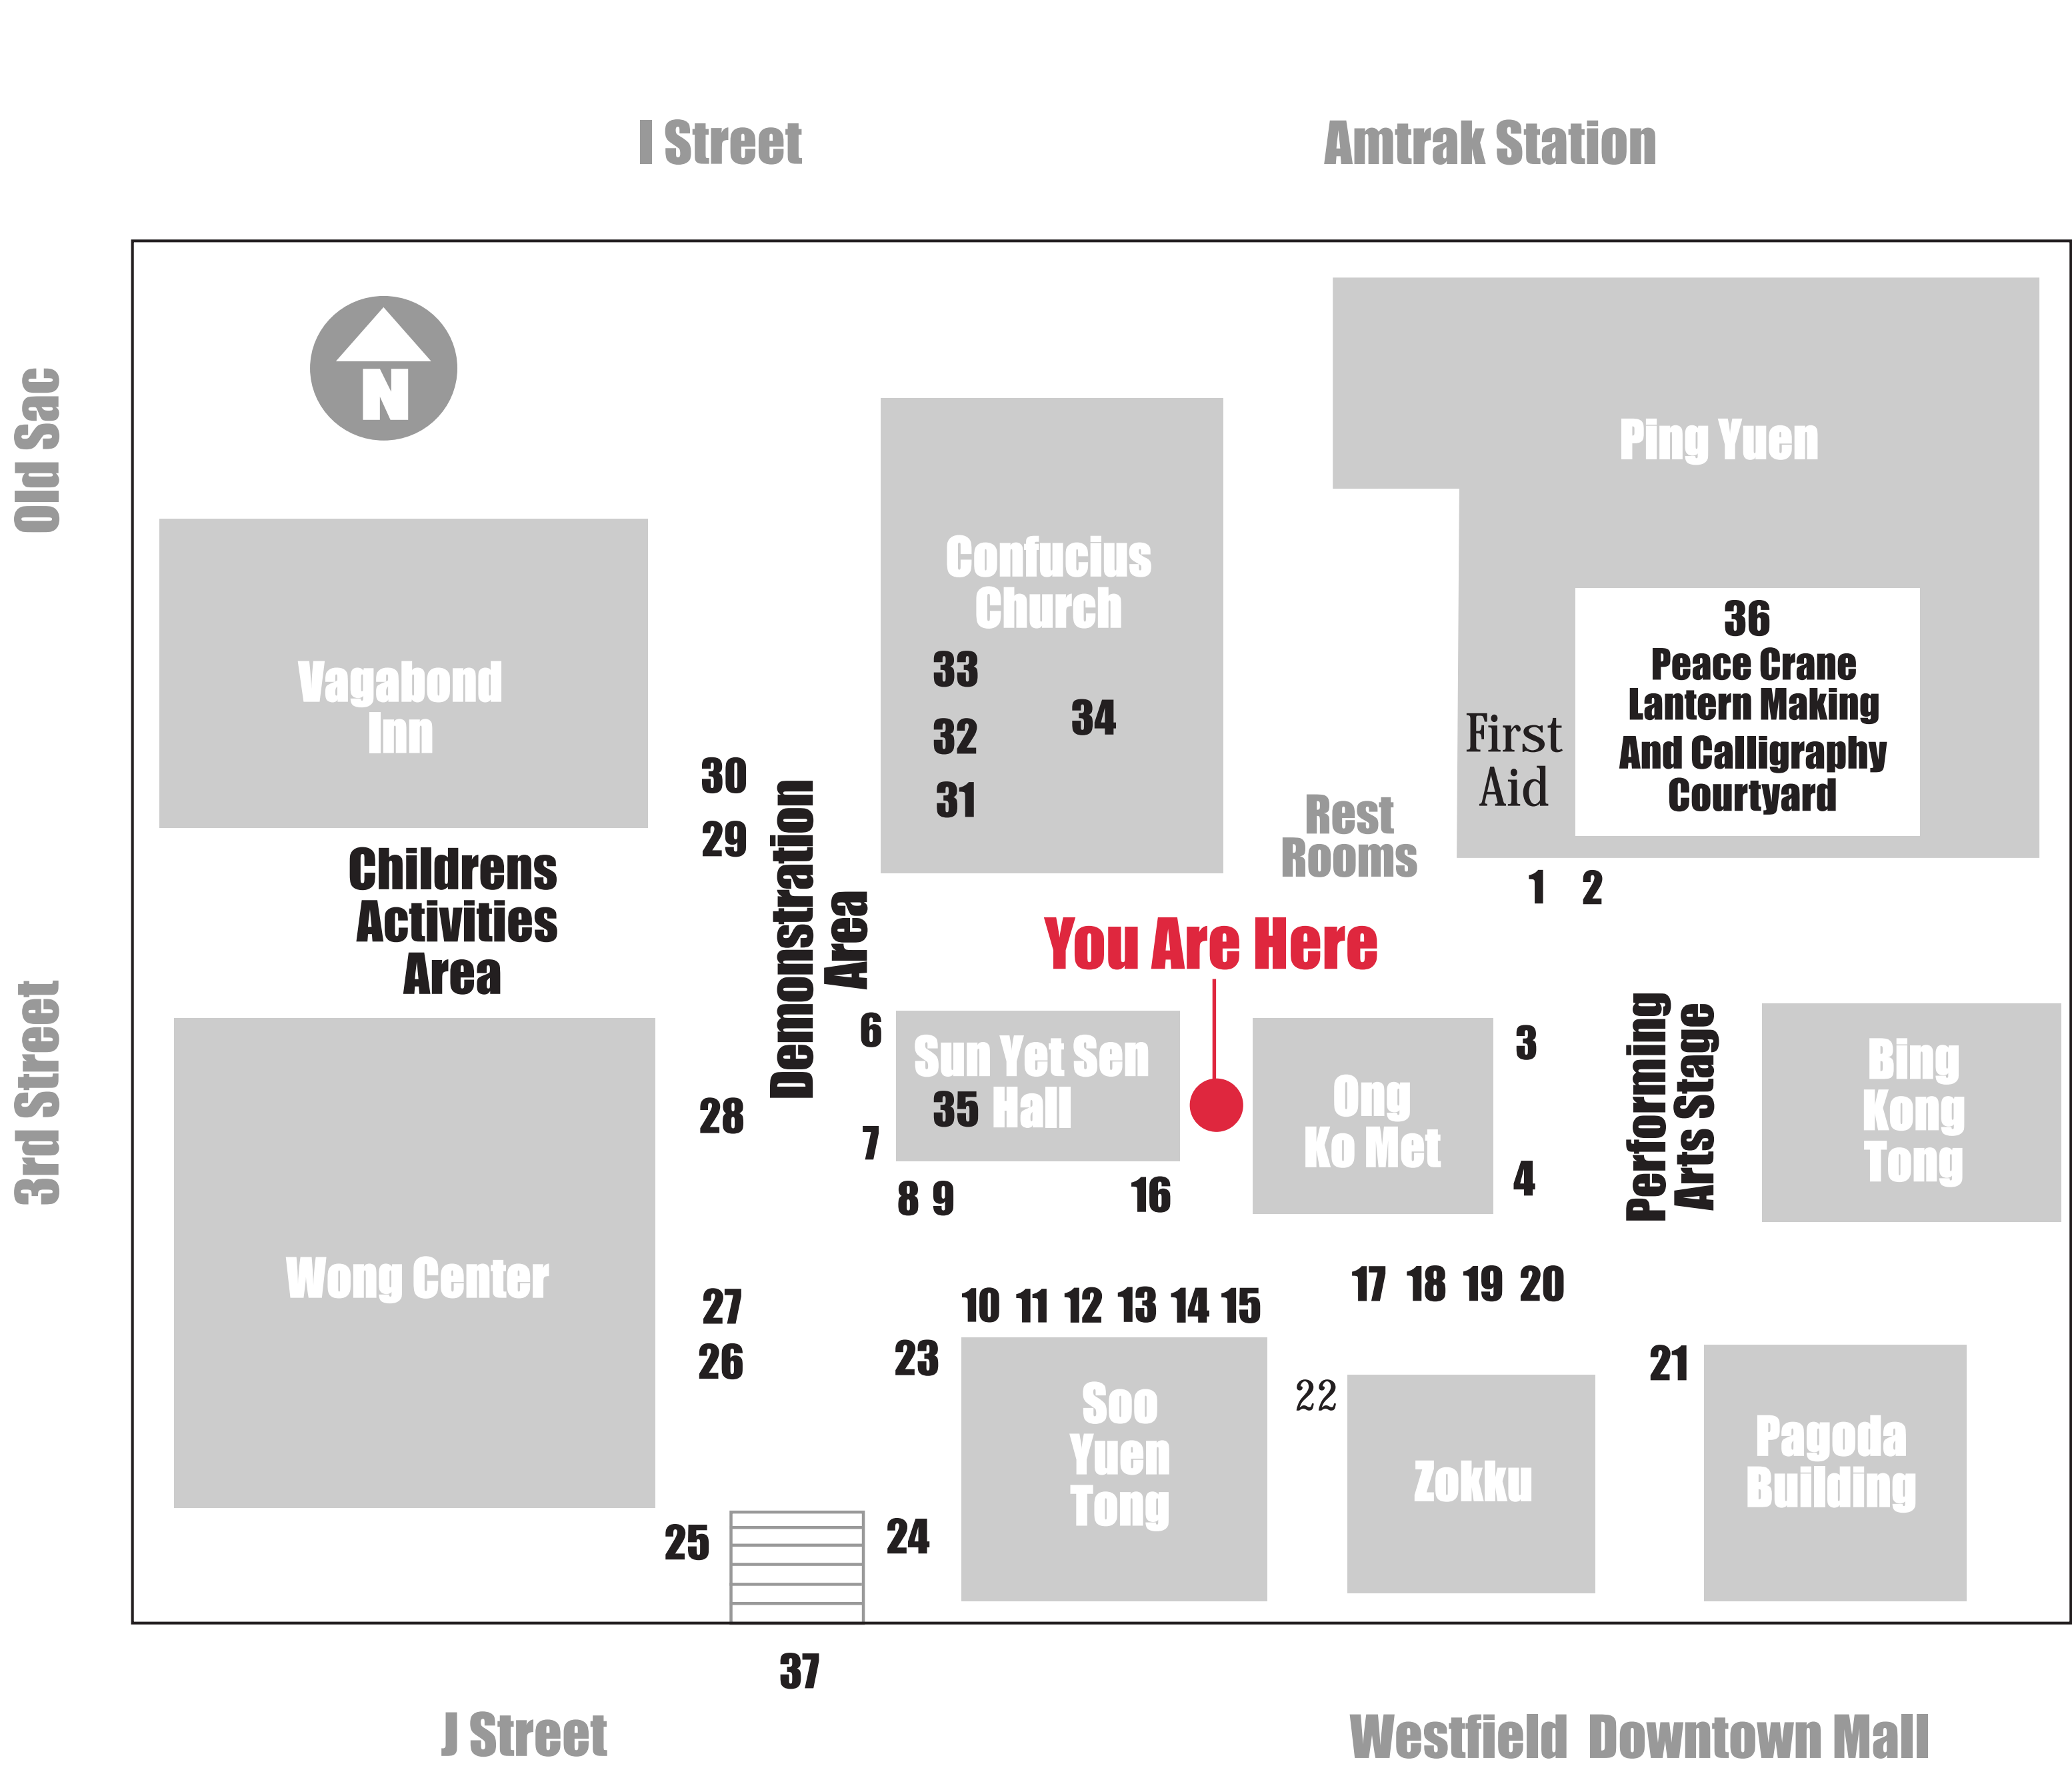 I Street
Amtrak Station
Old Sac
3rd Street
N
Ping Yuen
Confucius
Church
33
32
31
34
36
Peace Crane
Lantern Making
And Calligraphy
Courtyard
First
Aid
Vagabond
Inn
30
29
Rest
Rooms
Childrens
Activities
Area
Demonstration
Area
1 2
You Are Here
6
Sun Yet Sen
35 Hall
7
28
Ong
Ko Met
3
4
Performing
Arts Stage
Bing
Kong
Tong
8 9
16
Wong Center
27
26
10 11 12 13 14 15
17 18 19 20
23
Soo
Yuen
Tong
22
Zokku
21
Pagoda
Building
25
24
37
J Street
Westfield Downtown Mall